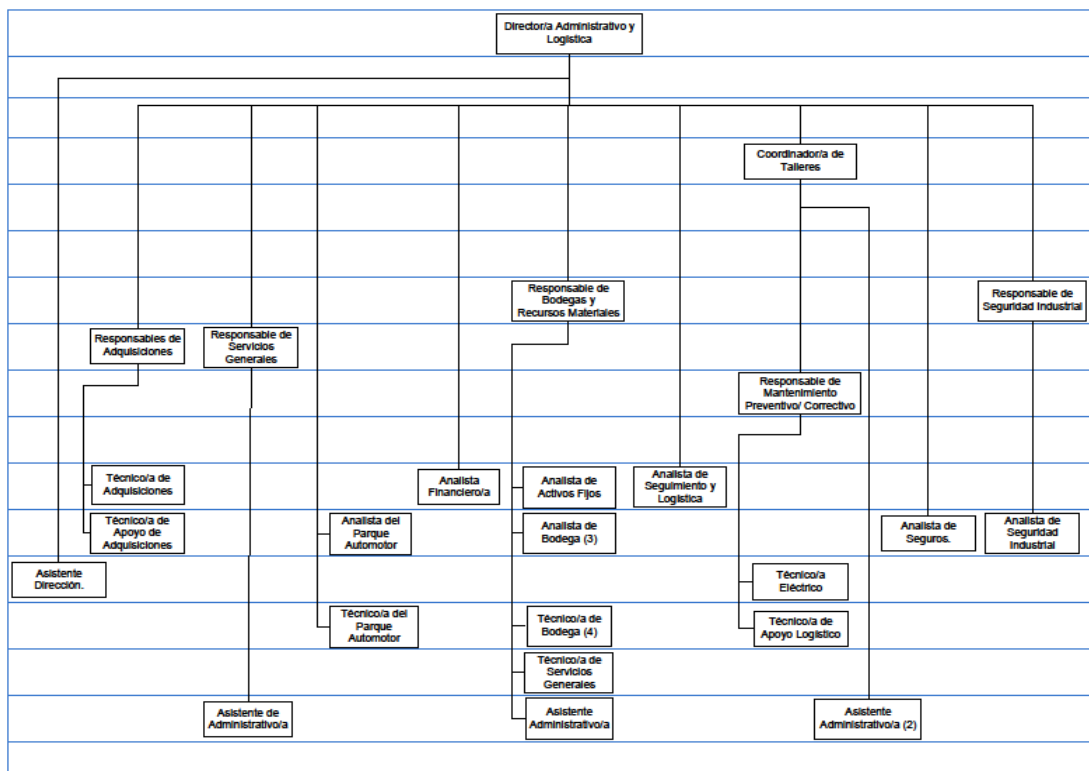 Director/a Administrativo y
Logística
Coordinador/a de
Talleres
Responsable de
Bodegas y
Recursos Materiales
Responsable de
Seguridad Industrial
Responsables de
Adquisiciones
Responsable de
Servicios
Generales
Responsable de
Mantenimiento
Preventivo/ Correctivo
Técnico/a de
Adquisiciones
Analista
Financiero/a
Analista de
Activos Fijos
Analista de
Seguimiento y
Logística
Técnico/a de
Apoyo de
Adquisiciones
Analista del
Parque
Automotor
Analista de
Bodega (3)
Analista de
Seguros.
Analista de
Seguridad
Industrial
Asistente
Dirección.
Técnico/a
Eléctrico
Técnico/a del
Parque
Automotor
Técnico/a de
Bodega (4)
Técnico/a de
Apoyo Logístico
Técnico/a de
Servicios
Generales
Asistente de
Administrativo/a
Asistente
Administrativo/a
Asistente
Administrativo/a (2)